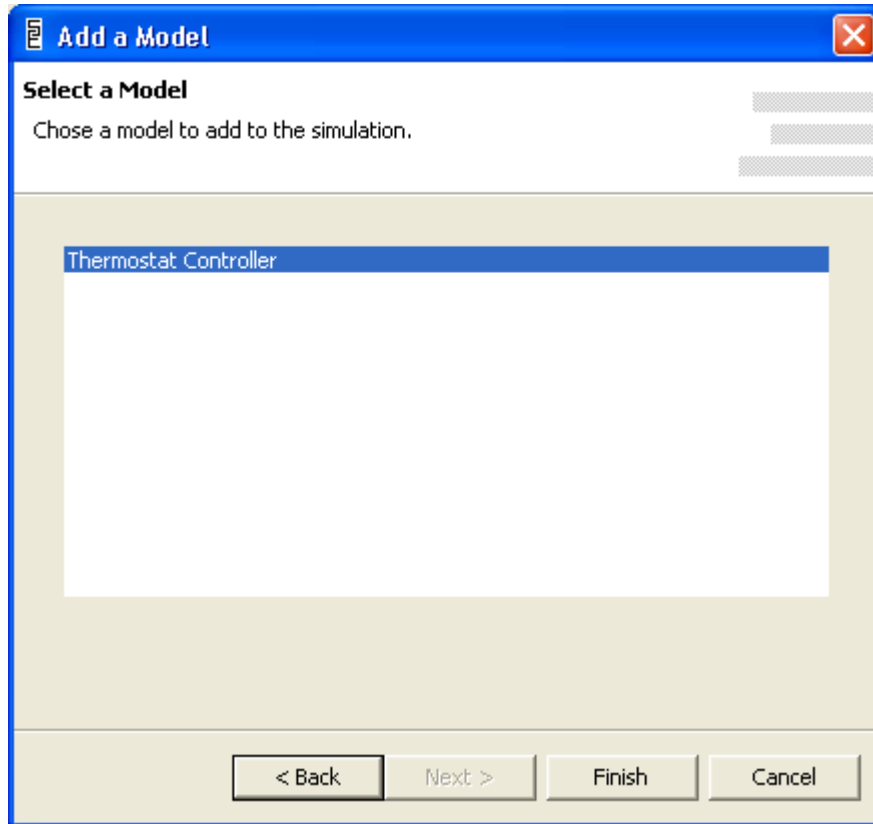 Add a Model
Select a Model
Chose a model to add to the simulation.
Thermostat Controller
< Back
Next >
Finish
Cancel